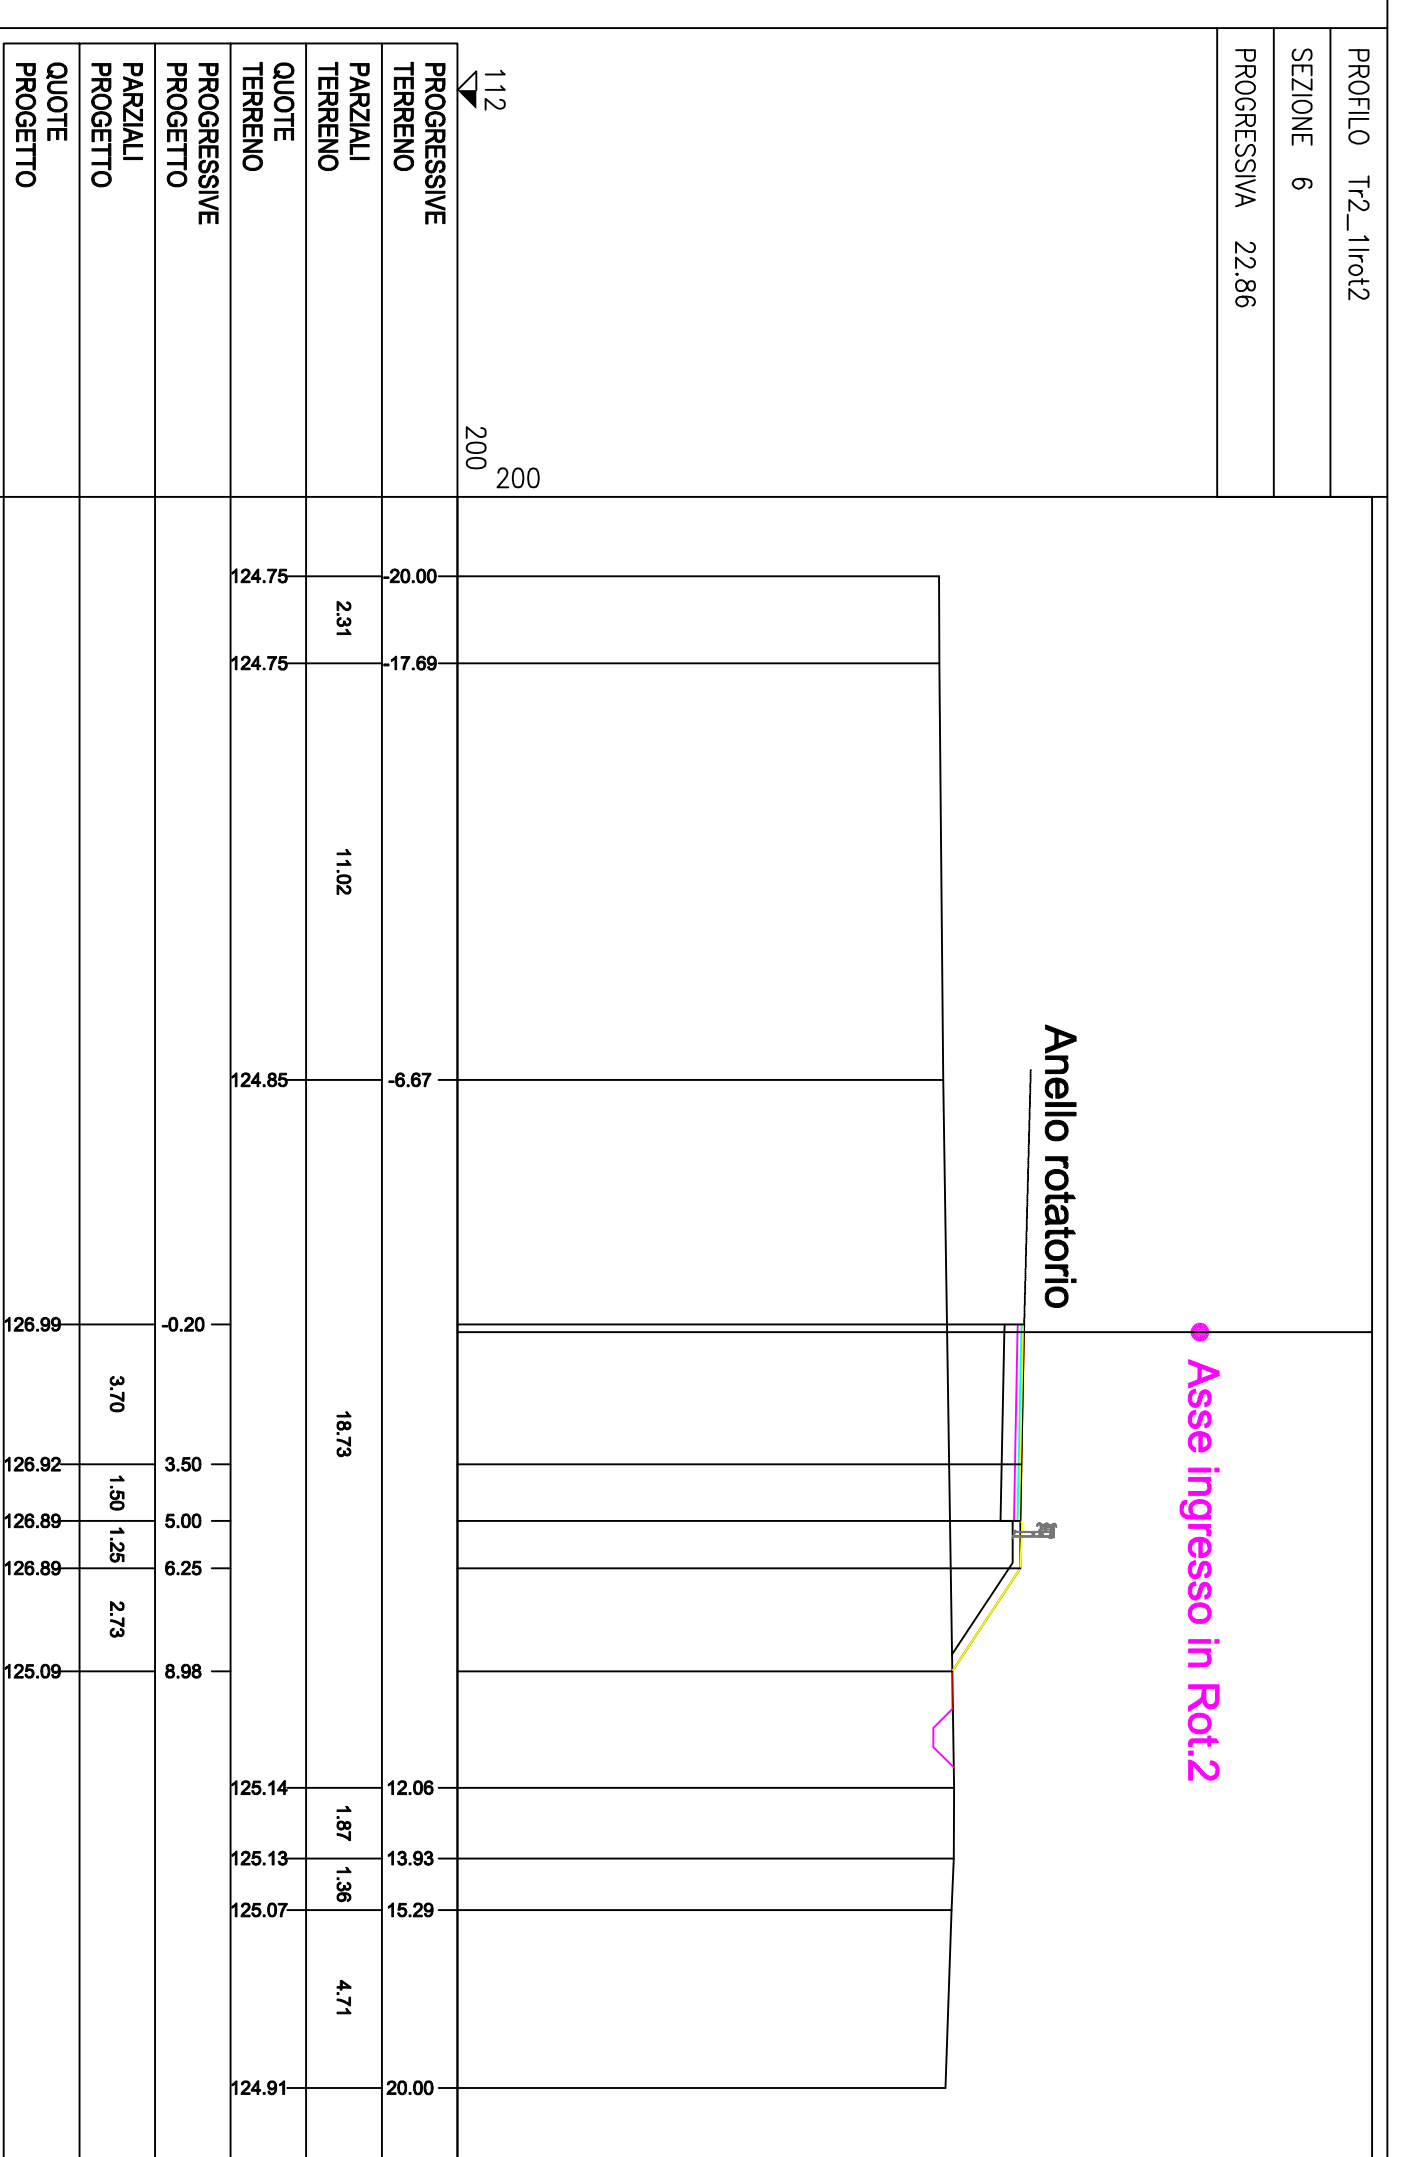 PROFILO Tr2_1Irot2
SEZIONE 6
PROGRESSIVA 22.86
Asse ingresso in Rot.2
Anello rotatorio
200
200
112
PROGRESSIVE TERRENO
-20.00 -17.69 -6.67 12.06 13.93 15.29 20.00
PARZIALI TERRENO
2.31 11.02 18.73 1.87 1.36 4.71
QUOTE TERRENO
124.75 124.75 124.85 125.14 125.13 125.07 124.91
PROGRESSIVE PROGETTO
-0.20 3.50 5.00 6.25 8.98
PARZIALI PROGETTO
3.70 1.50 1.25 2.73
QUOTE PROGETTO
126.99 126.92 126.89 126.89 125.09